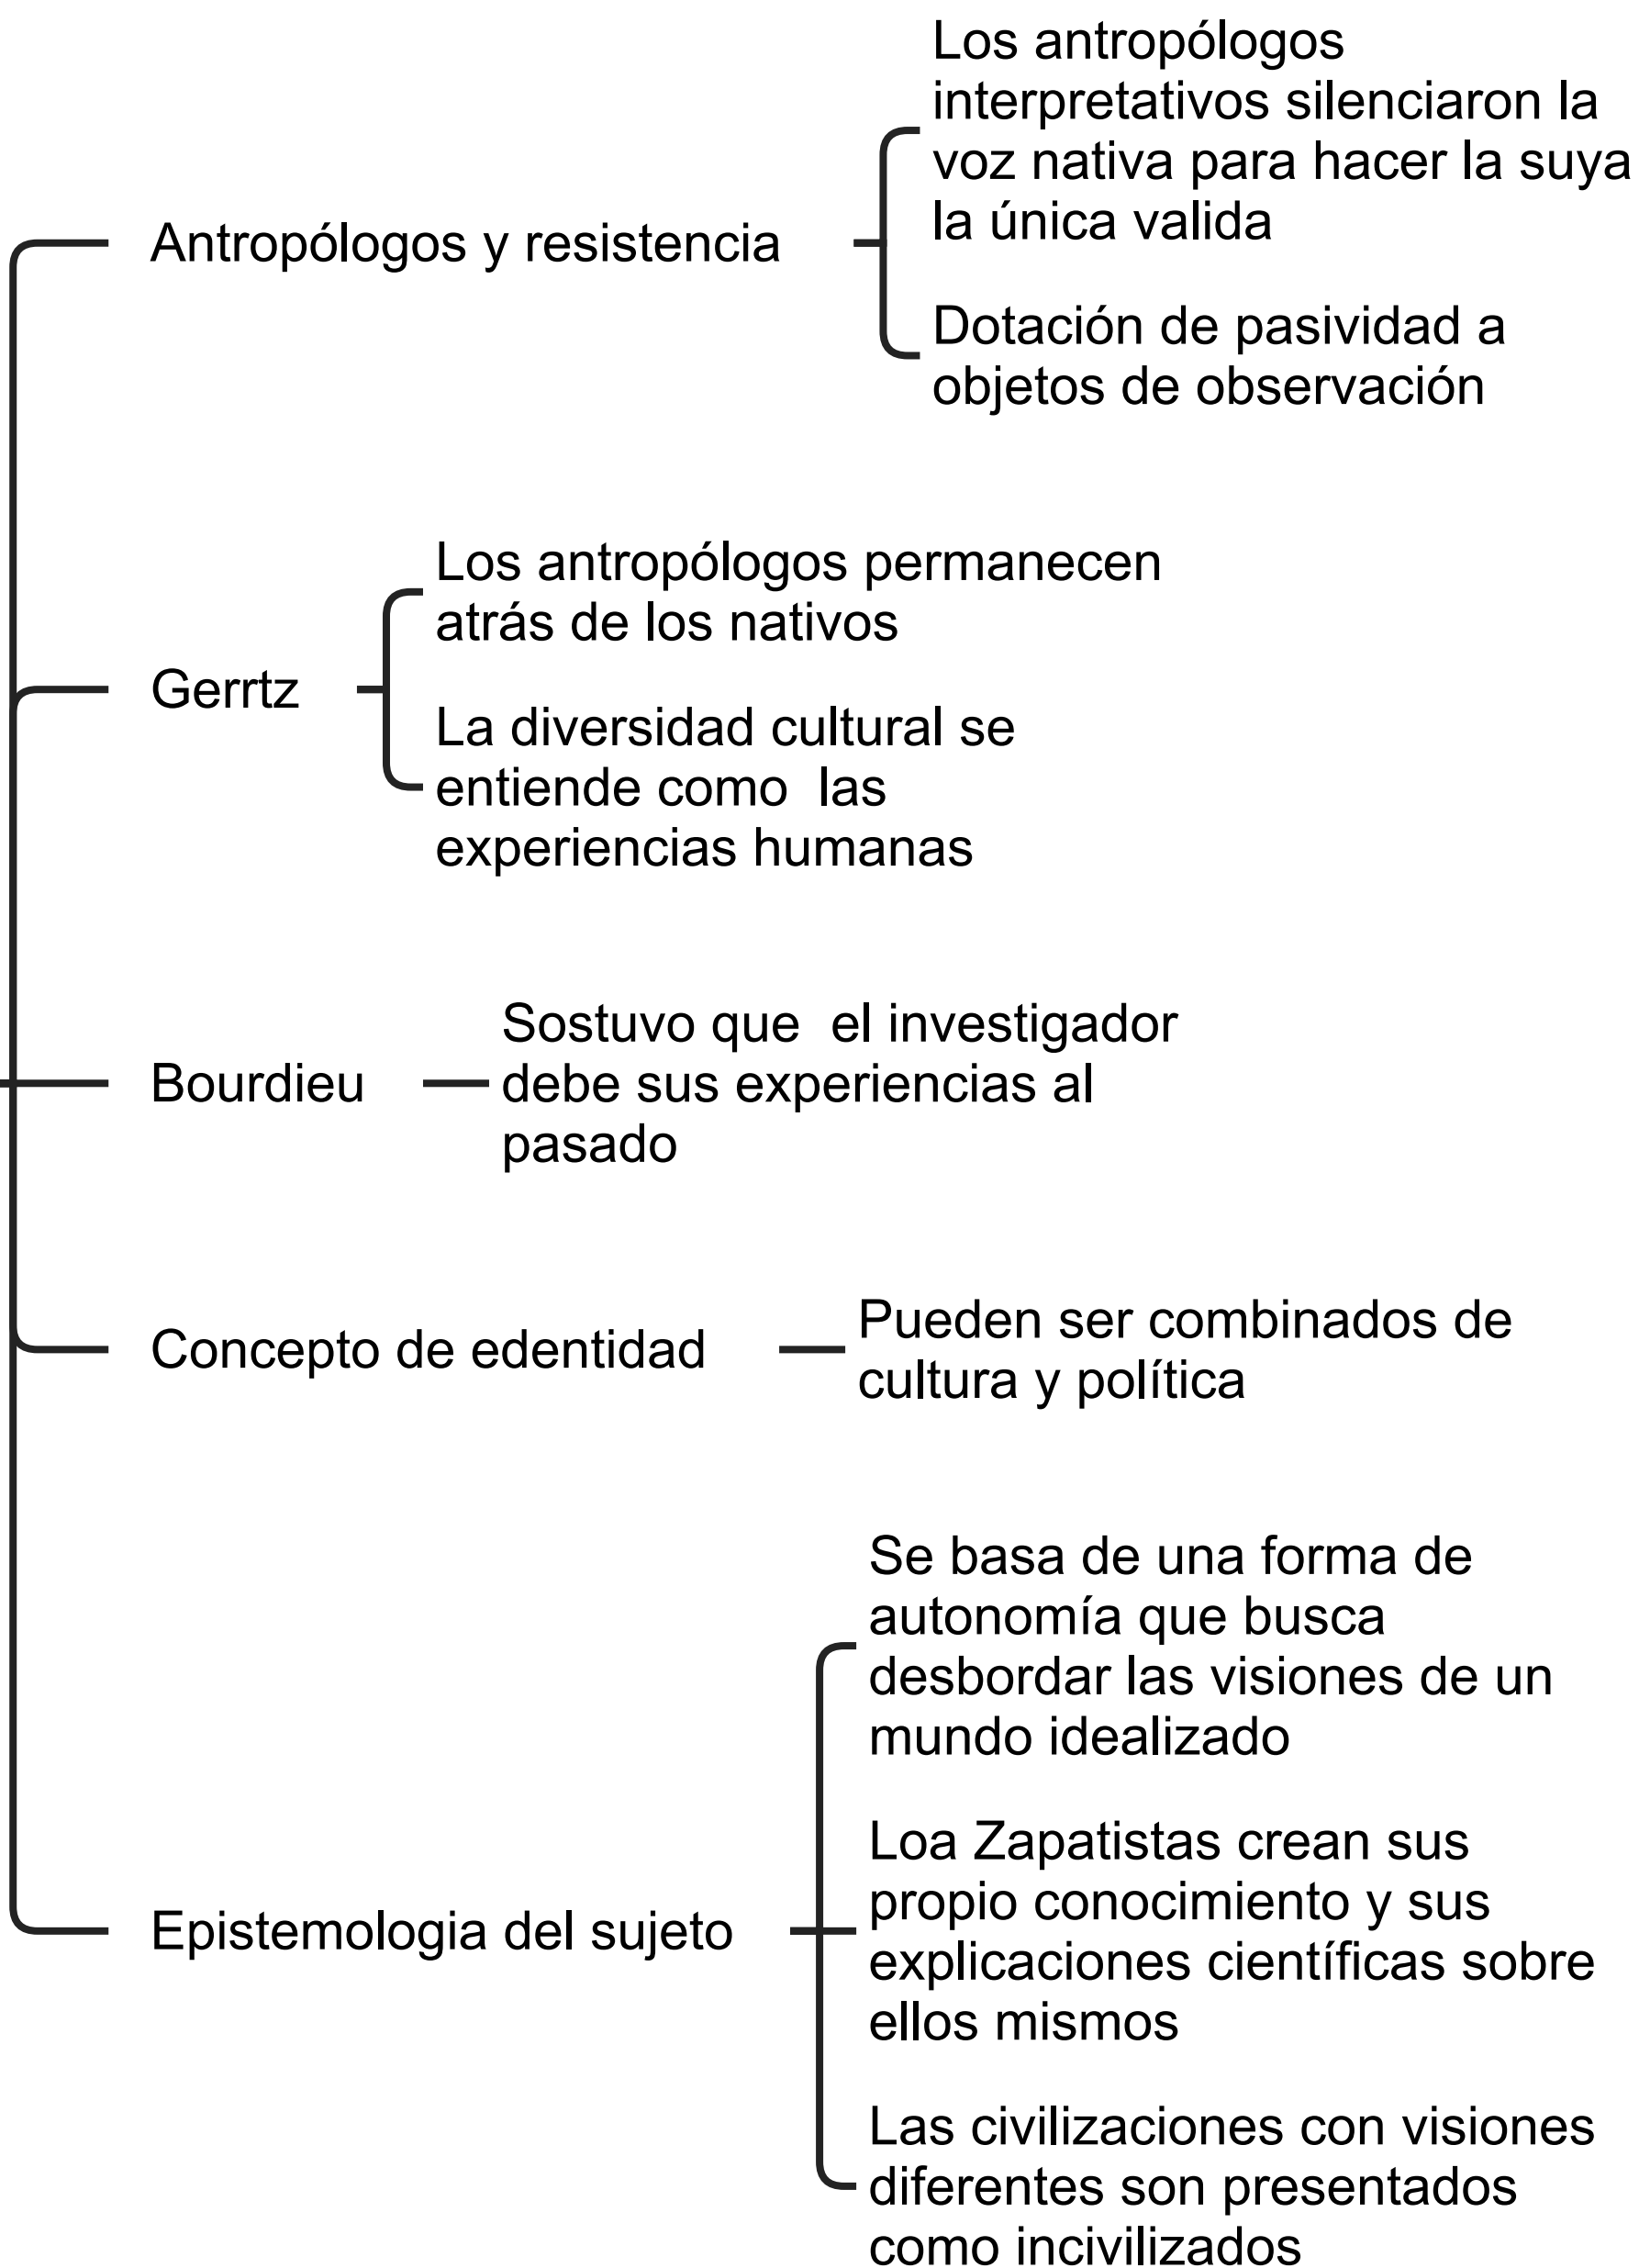 Antropólogos y resistencia
Los antropólogos
interpretativos silenciaron la
voz nativa para hacer la suya
la única valida
Dotación de pasividad a
objetos de observación
Gerrtz
Los antropólogos permanecen
atrás de los nativos
La diversidad cultural se
entiende como  las
experiencias humanas
Bourdieu
Sostuvo que  el investigador
debe sus experiencias al
pasado
Concepto de edentidad
Pueden ser combinados de
cultura y política
Epistemologia del sujeto
Se basa de una forma de
autonomía que busca
desbordar las visiones de un
mundo idealizado
Loa Zapatistas crean sus
propio conocimiento y sus
explicaciones científicas sobre
ellos mismos
Las civilizaciones con visiones
diferentes son presentados
como incivilizados